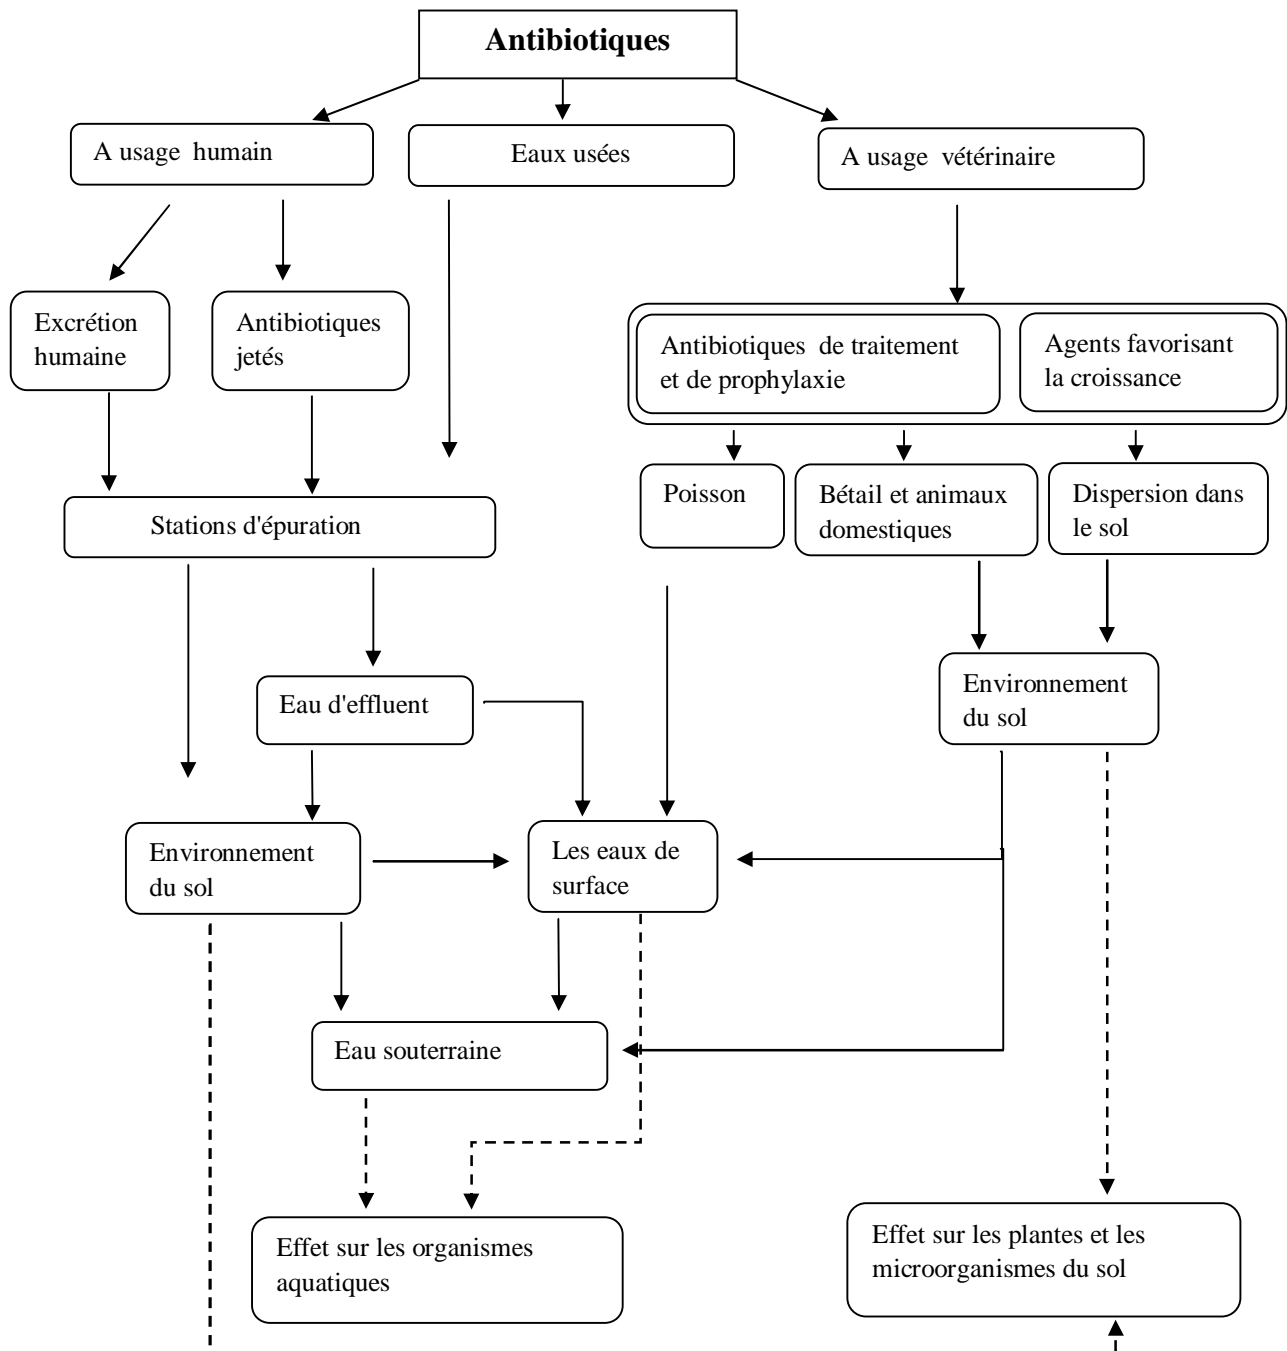 Antibiotiques
A usage humain
Eaux usées
A usage vétérinaire
Excrétion
humaine
Antibiotiques
jetés
Antibiotiques de traitement
et de prophylaxie
Agents favorisant
la croissance
Poisson
Bétail et animaux
domestiques
Dispersion dans
le sol
Stations d'épuration
Eau d'effluent
Environnement
du sol
Environnement
du sol
Les eaux de
surface
Eau souterraine
Effet sur les organismes
aquatiques
Effet sur les plantes et les
microorganismes du sol